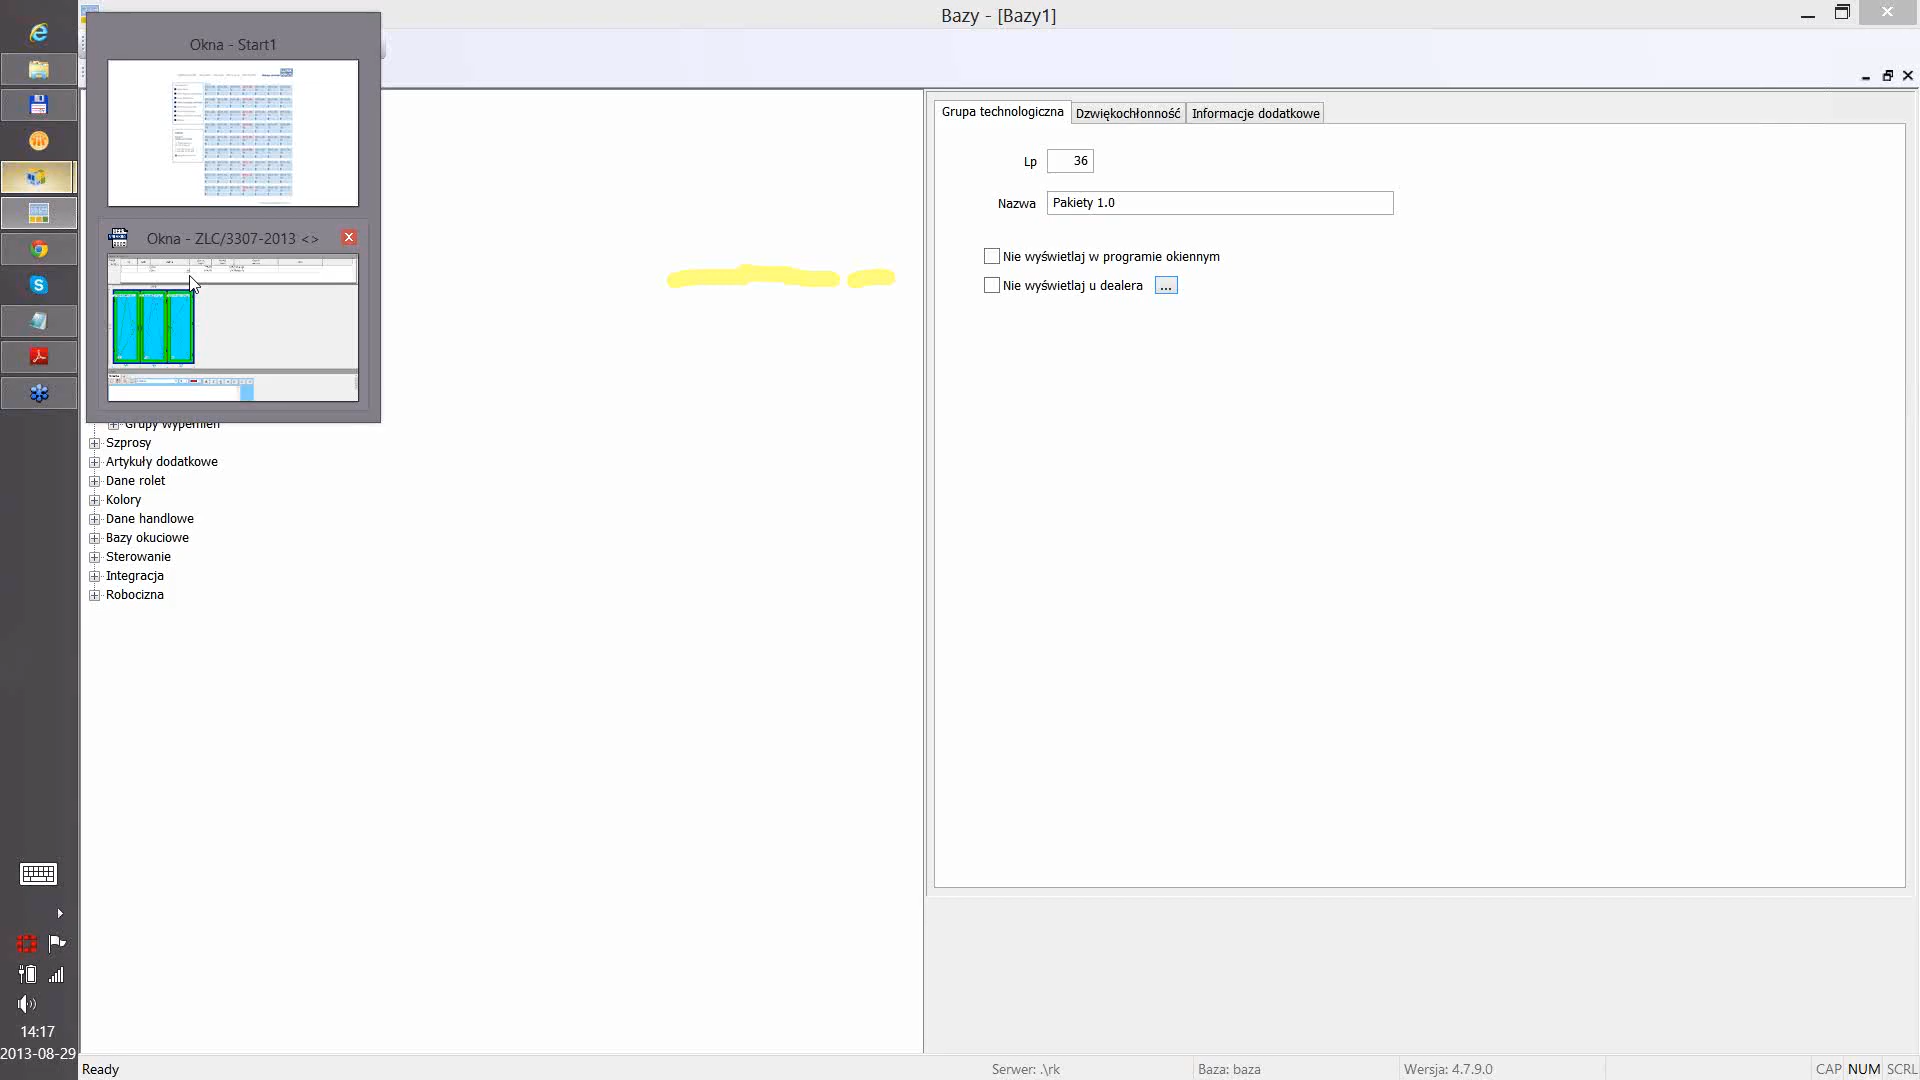 Bazy - [Bazy1]
Okna - Start1
Okna - ZLC/3307-2013 <>
Grupy wypełnień
Szprosy
Artykuły dodatkowe
Dane rolet
Kolory
Dane handlowe
Bazy okuciowe
Sterowanie
Integracja
Robocizna
Grupa technologiczna
Dzwiękochłonność
Informacje dodatkowe
Lp 36
Nazwa Pakiety 1.0
Nie wyświetlaj w programie okiennym
Nie wyświetlaj u dealera ...
14:17
2013-08-29
Ready
Serwer: .\rk
Baza: baza
Wersja: 4.7.9.0
CAP NUM SCRL